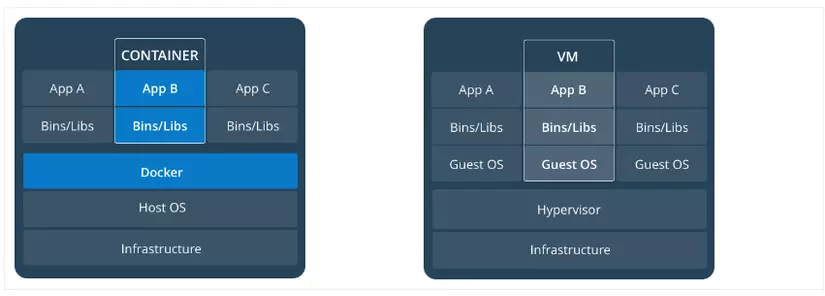 CONTAINER
App A App B App C
Bins/Libs Bins/Libs Bins/Libs
Docker
Host OS
Infrastructure
VM
App A App B App C
Bins/Libs Bins/Libs Bins/Libs
Guest OS Guest OS Guest OS
Hypervisor
Infrastructure